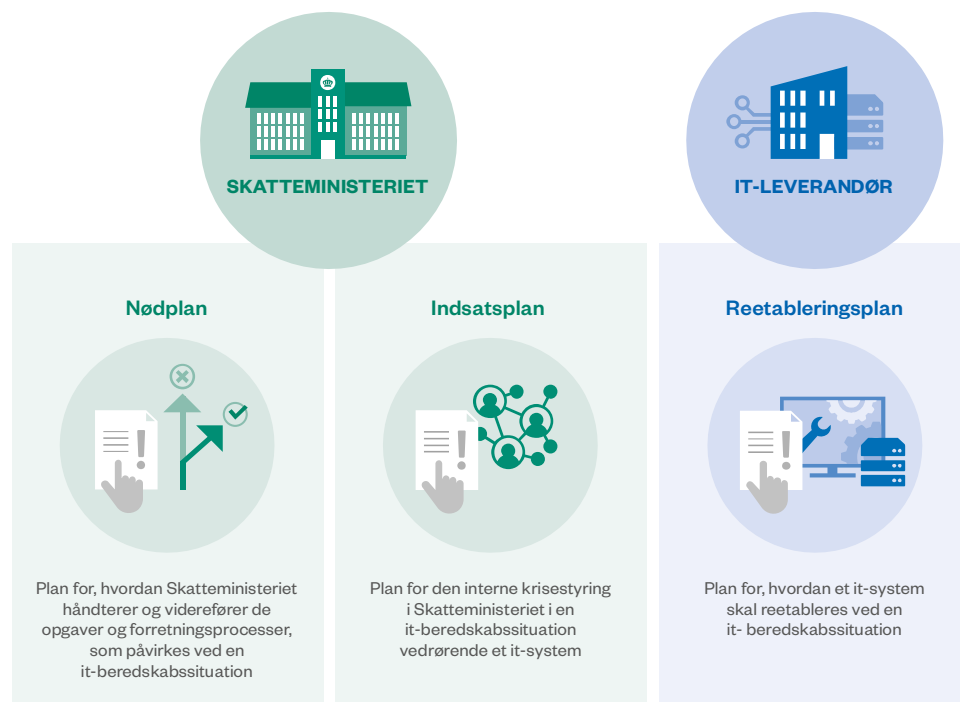 SKATTEMINISTERIET
IT-LEVERANDØR
Nødplan
Plan for, hvordan Skatteministeriet
håndterer og viderefører de
opgaver og forretningsprocesser,
som påvirkes ved en
it-beredskabssituation
Indsatsplan
Plan for den interne krisestyring
i Skatteministeriet i en
it-beredskabssituation
vedrørende et it-system
Reetableringsplan
Plan for, hvordan et it-system
skal reetableres ved en
it- beredskabssituation